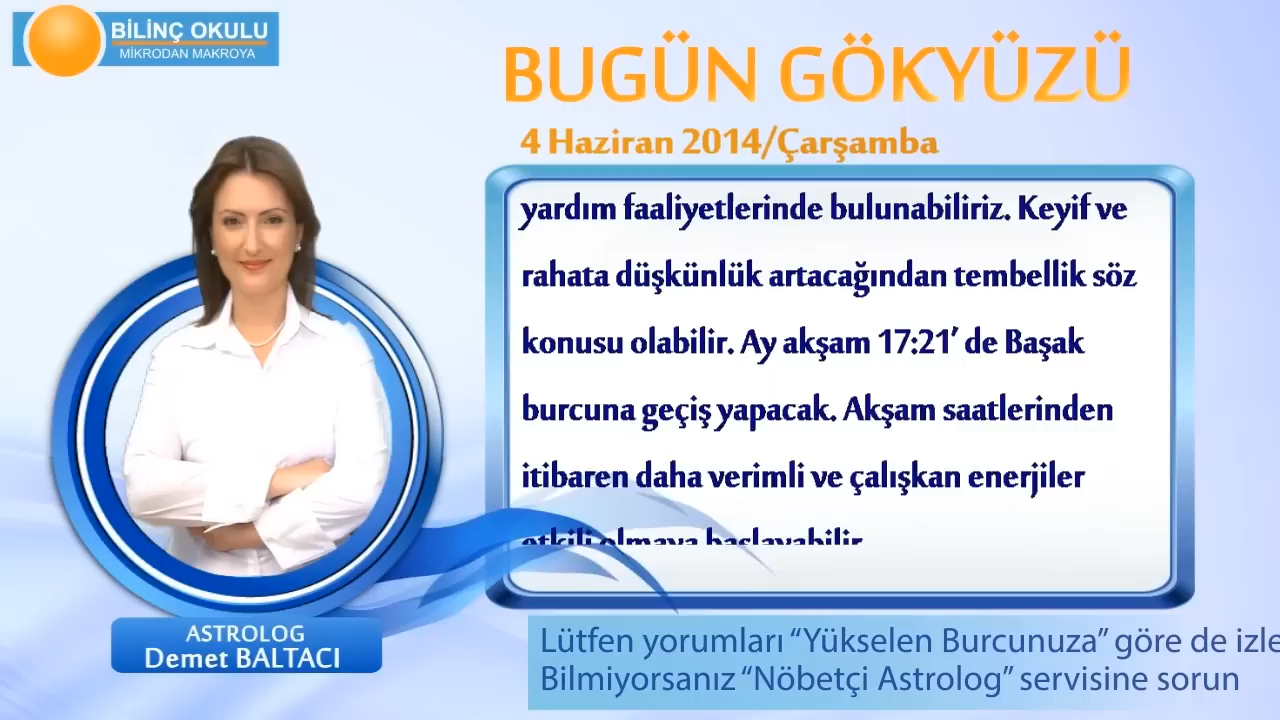 BİLİNÇ OKULU
MİKRODAN MAKROYA
BUGÜN GÖKYÜZÜ
4 Haziran 2014/Çarşamba
yardım faaliyetlerinde bulunabiliriz. Keyif ve
rahata düşkünlük artacağından tembellik söz
konusu olabilir. Ay akşam 17:21' de Başak
burcuna geçiş yapacak. Akşam saatlerinden
itibaren daha verimli ve çalışkan enerjiler
etkili olmaya başlayabilir
ASTROLOG
Demet BALTACI
Lütfen yorumları “Yükselen Burcunuza” göre de izle
Bilmiyorsanız “Nöbetçi Astrolog” servisine sorun